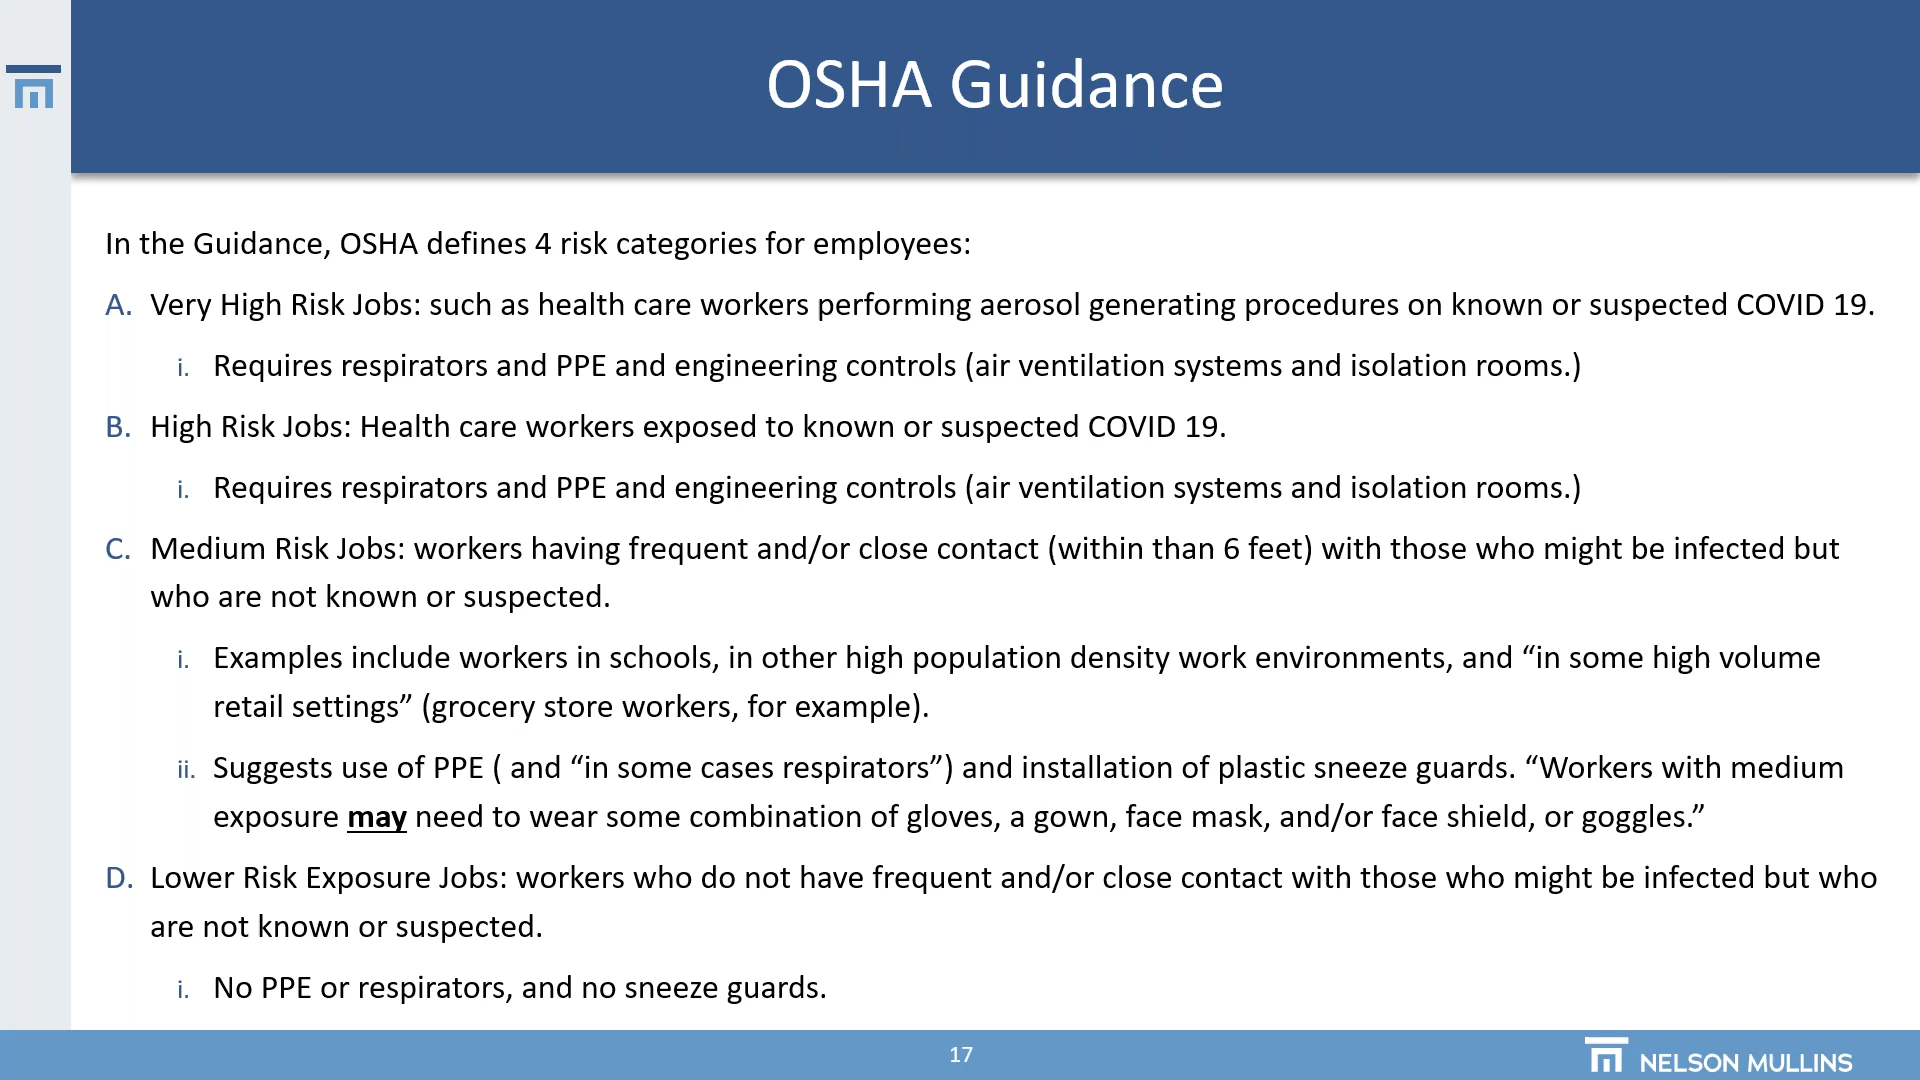 OSHA Guidance
In the Guidance, OSHA defines 4 risk categories for employees:
A. Very High Risk Jobs: such as health care workers performing aerosol generating procedures on known or suspected COVID 19.
i. Requires respirators and PPE and engineering controls (air ventilation systems and isolation rooms.)
B. High Risk Jobs: Health care workers exposed to known or suspected COVID 19.
i. Requires respirators and PPE and engineering controls (air ventilation systems and isolation rooms.)
C. Medium Risk Jobs: workers having frequent and/or close contact (within than 6 feet) with those who might be infected but
who are not known or suspected.
i. Examples include workers in schools, in other high population density work environments, and “in some high volume
retail settings” (grocery store workers, for example).
ii. Suggests use of PPE ( and “in some cases respirators”) and installation of plastic sneeze guards. “Workers with medium
exposure may need to wear some combination of gloves, a gown, face mask, and/or face shield, or goggles.”
D. Lower Risk Exposure Jobs: workers who do not have frequent and/or close contact with those who might be infected but who
are not known or suspected.
i. No PPE or respirators, and no sneeze guards.
17
NELSON MULLINS